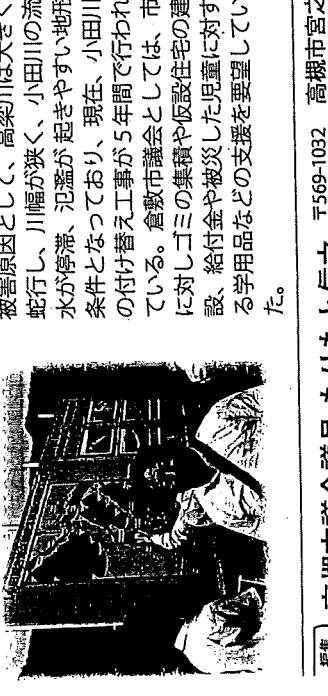 被害原因として、高梁川は大きく
蛇行し、川幅が狭く、小田川の流
水が停滞、氾濫が起きやすい地形
条件となっており、現在、小田川
の付け替え工事が5年間で行われ
ている。倉敷市議会としては、市
に対しゴミの集積や仮設住宅の建
設、給付金や被災した児童に対す
る学用品などの支援を要望してい
た。
〒569-1032 高槻市宮之